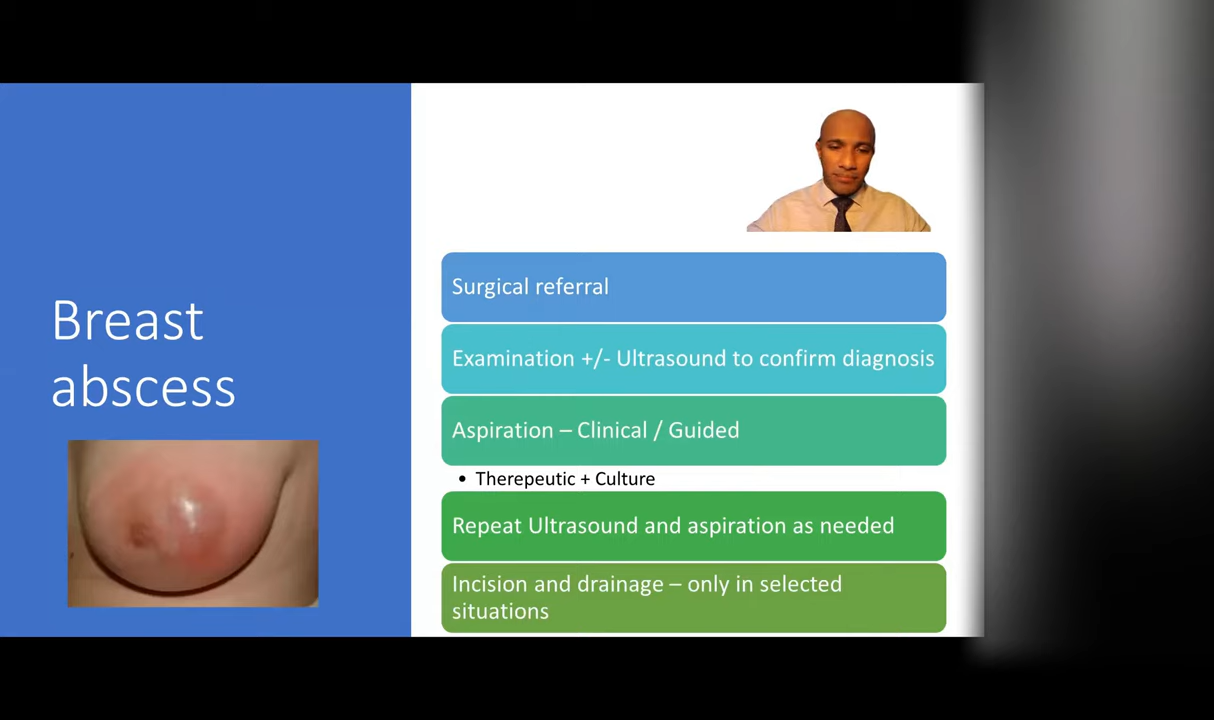 Breast
abscess
Surgical referral
Examination +/- Ultrasound to confirm diagnosis
Aspiration – Clinical / Guided
• Therepeutic + Culture
Repeat Ultrasound and aspiration as needed
Incision and drainage – only in selected
situations